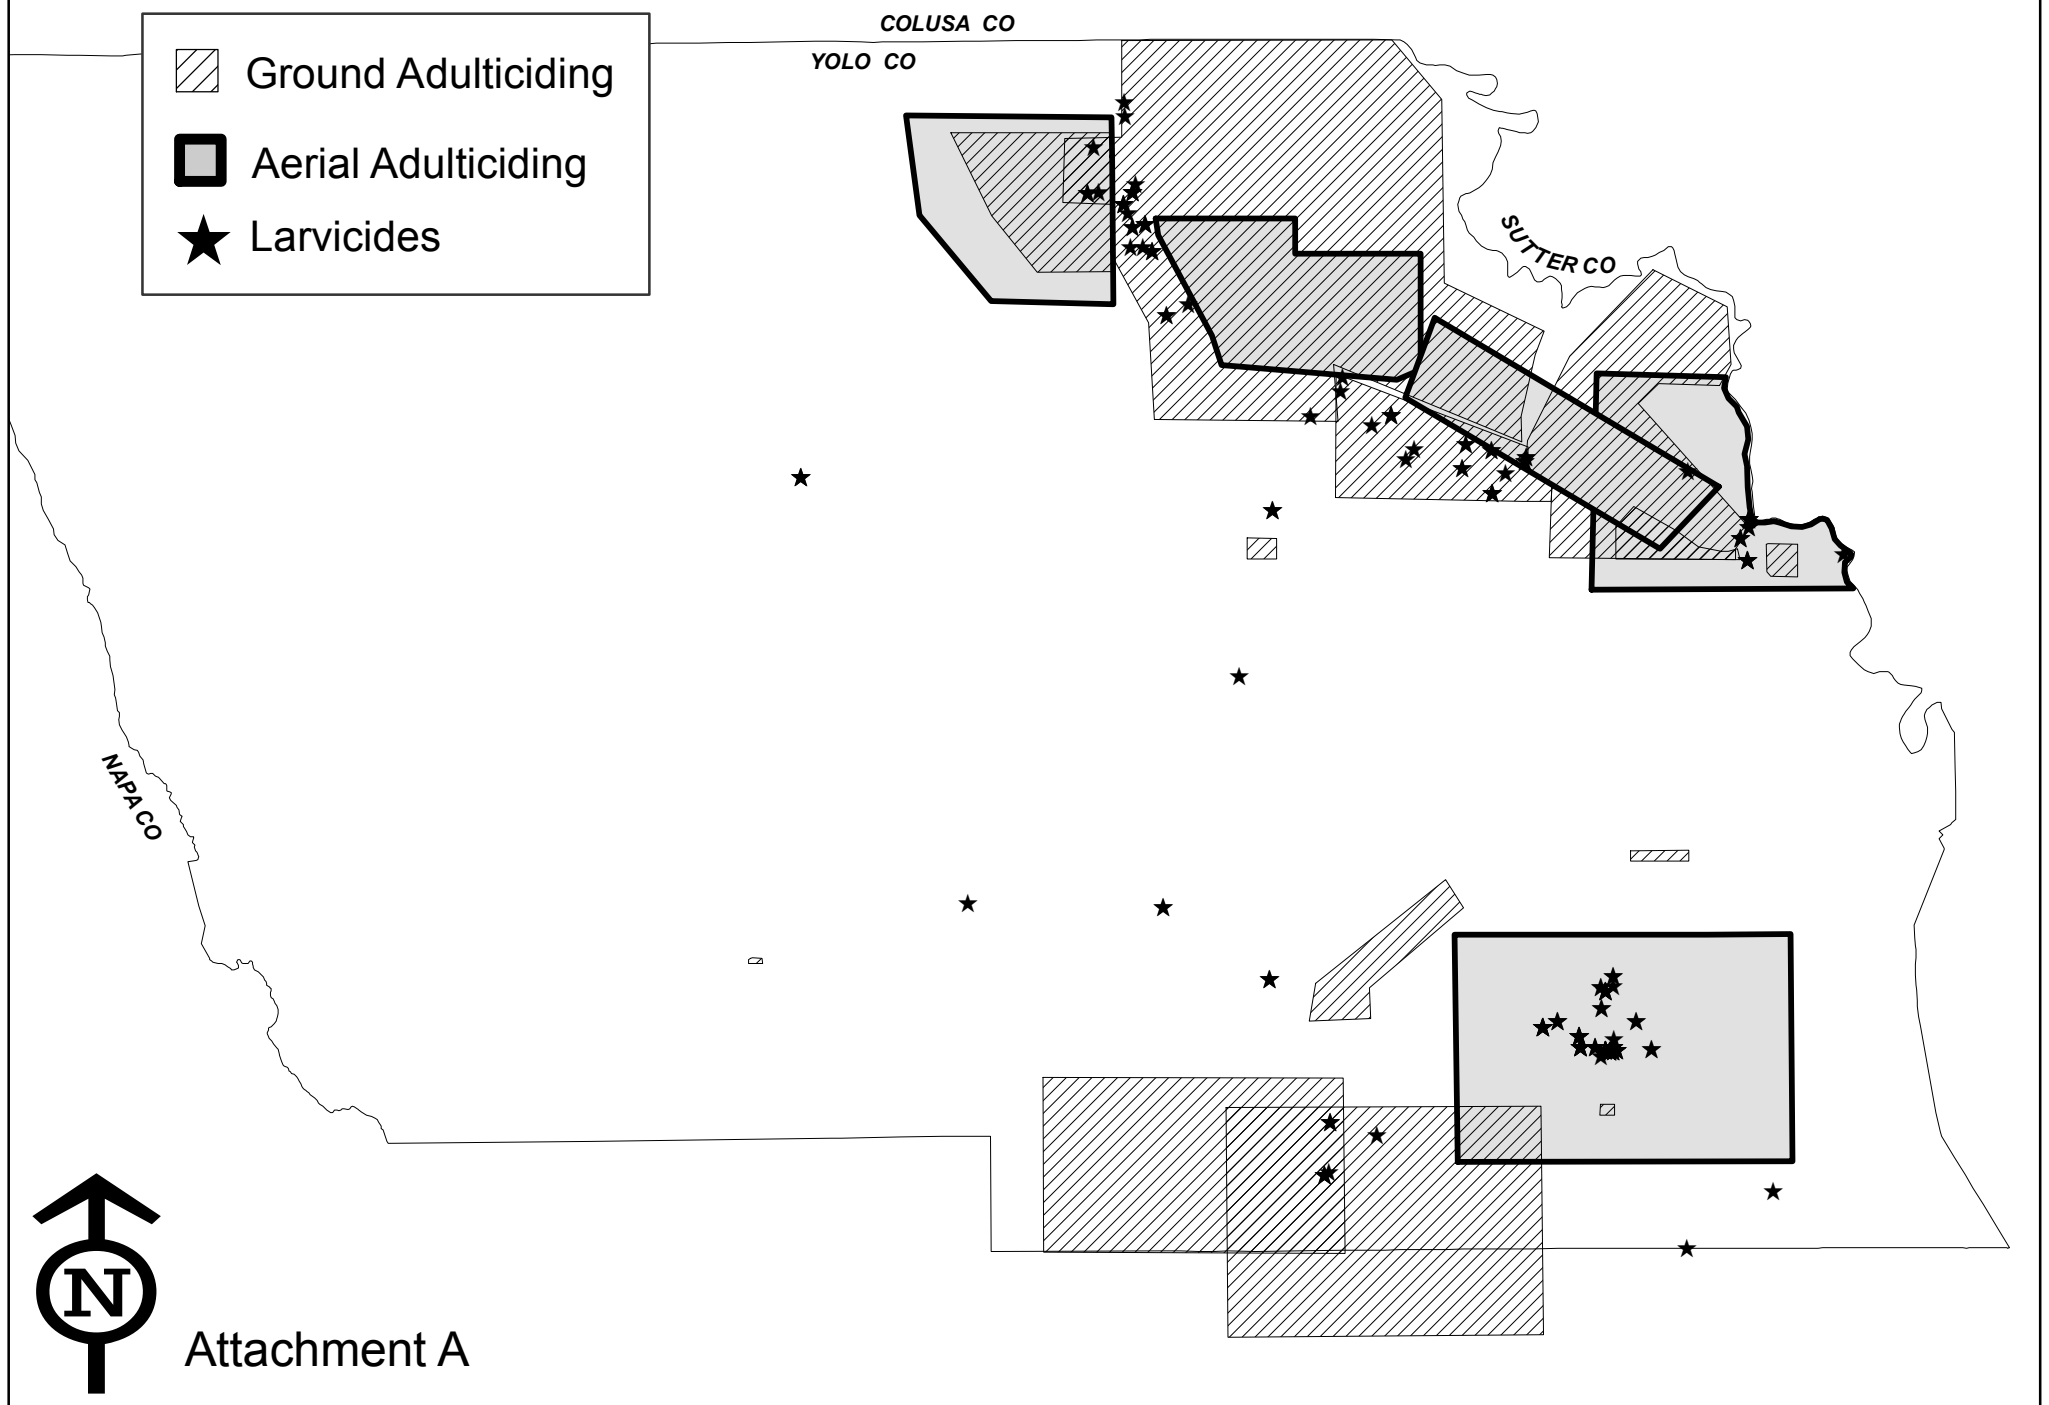 COLUSA CO
YOLO CO
Ground Adulticiding
Aerial Adulticiding
Larvicides
SUTTER CO
NAPA CO
N
Attachment A